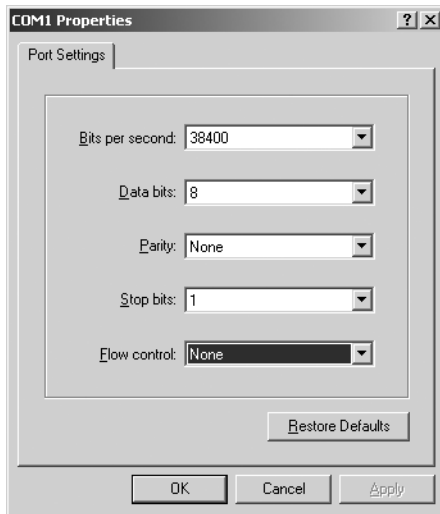 COM1 Properties
Port Settings
Bits per second: 38400
Data bits: 8
Parity: None
Stop bits: 1
Flow control: None
Restore Defaults
OK Cancel Apply